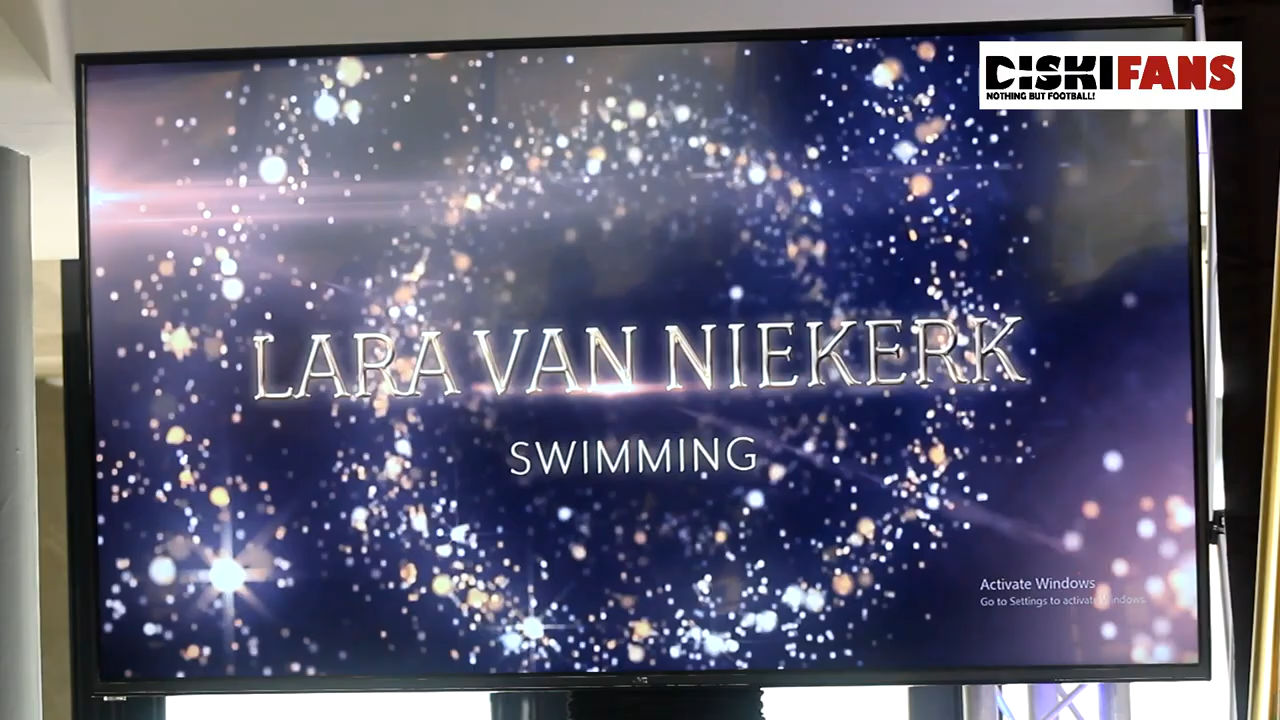 DISKIFANS
NOTHING BUT FOOTBALL!
LARA VAN NIEKERK
SWIMMING
Activate Windows
Go to Settings to activate Windows.